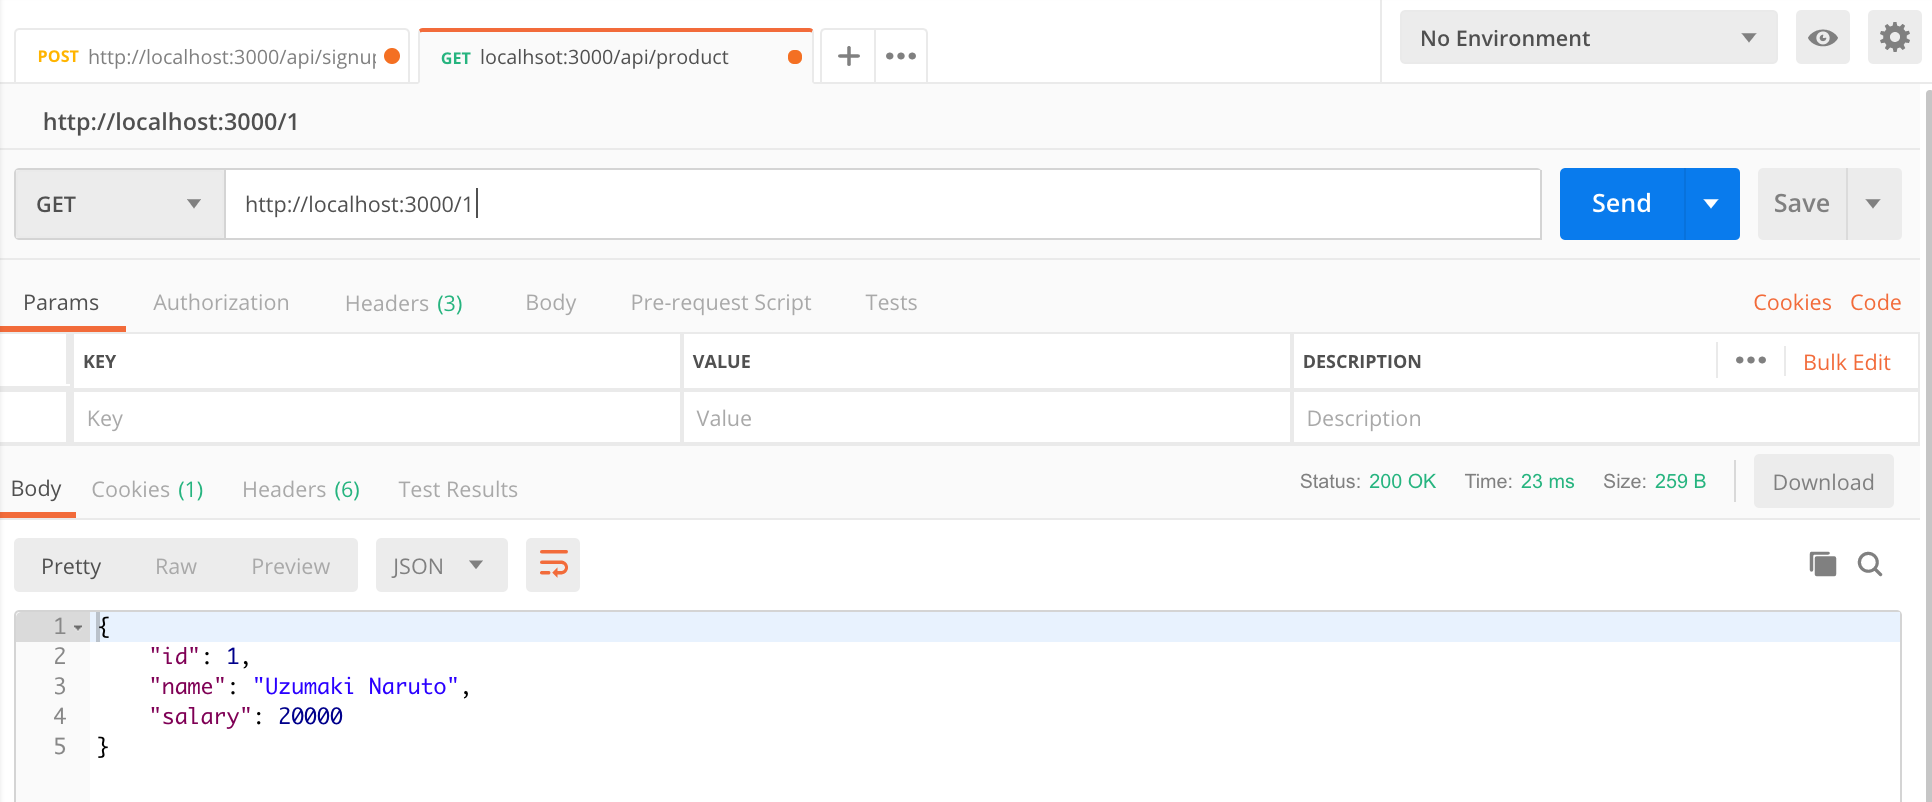 POST http://localhost:3000/api/signup
GET localhsot:3000/api/product
No Environment
http://localhost:3000/1
GET http://localhost:3000/1 Send Save
Params Authorization Headers (3) Body Pre-request Script Tests Cookies Code
KEY VALUE DESCRIPTION Bulk Edit
Key Value Description
Body Cookies (1) Headers (6) Test Results Status: 200 OK Time: 23 ms Size: 259 B Download
Pretty Raw Preview JSON
1 {
2 "id": 1,
3 "name": "Uzumaki Naruto",
4 "salary": 20000
5 }